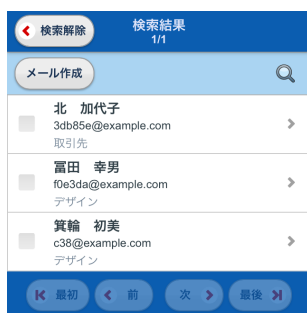 検索解除
検索結果
1/1
メール作成
北　加代子
3db85e@example.com
取引先
冨田　幸男
f0e3da@example.com
デザイン
箕輪　初美
c38@example.com
デザイン
最初
前
次
最後